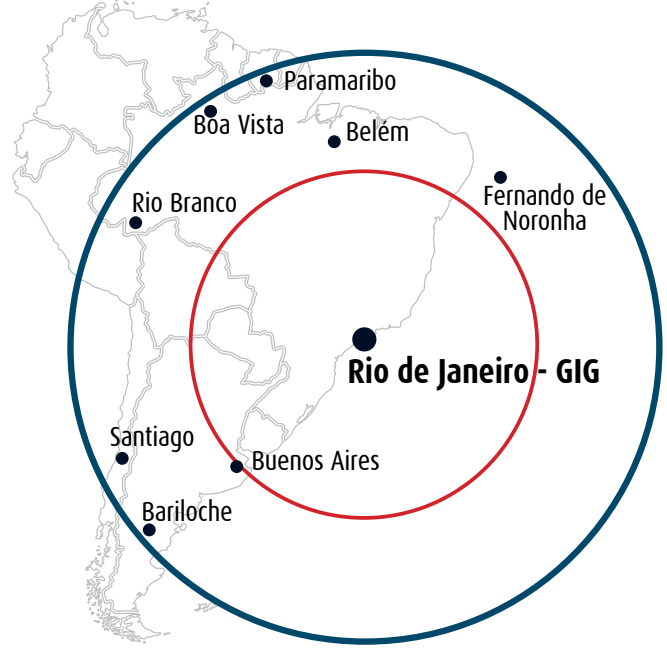 Paramaribo
Boa Vista
Belém
Fernando de
Noronha
Rio Branco
Rio de Janeiro - GIG
Santiago
Buenos Aires
Bariloche